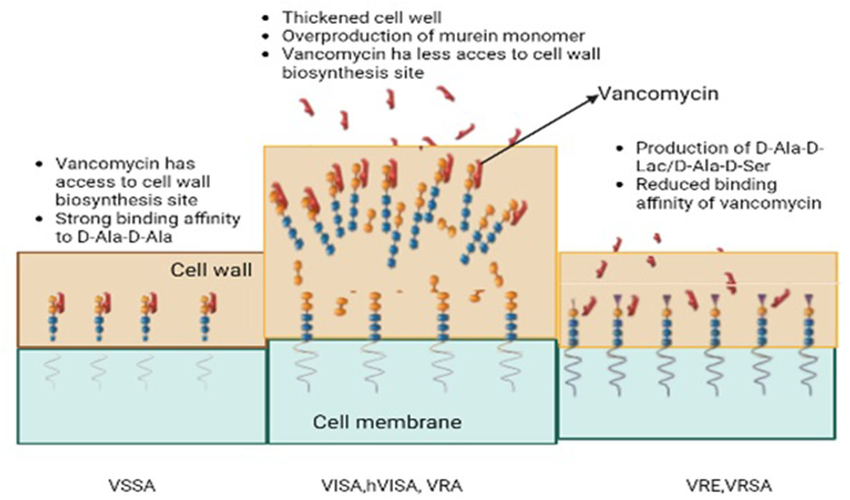 • Thickened cell well
• Overproduction of murein monomer
• Vancomycin ha less acces to cell wall
biosynthesis site
Vancomycin
• Vancomycin has
access to cell wall
biosynthesis site
• Strong binding affinity
to D-Ala-D-Ala
• Production of D-Ala-D-
Lac/D-Ala-D-Ser
• Reduced binding
affinity of vancomycin
Cell wall
Cell membrane
VSSA
VISA,hVISA, VRA
VRE,VRSA